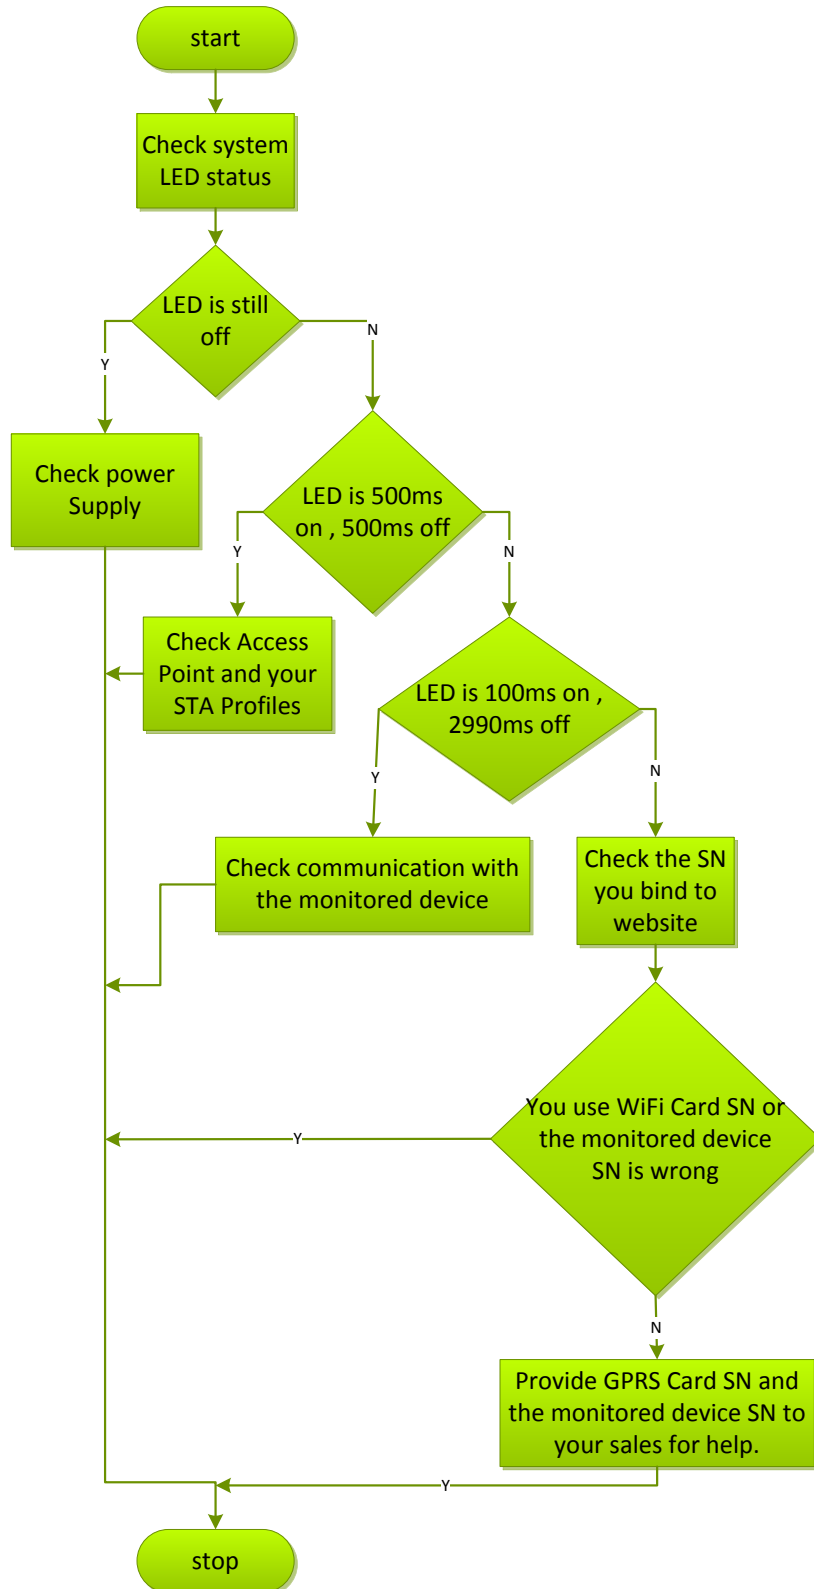 start
Check system
LED status
LED is still
off
N
Y
Check power
Supply
LED is 500ms
on , 500ms off
Y
N
Check Access
Point and your
STA Profiles
LED is 100ms on ,
2990ms off
Y
N
Check communication with
the monitored device
Check the SN
you bind to
website
You use WiFi Card SN or
the monitored device
SN is wrong
Y
N
Provide GPRS Card SN and
the monitored device SN to
your sales for help.
Y
stop